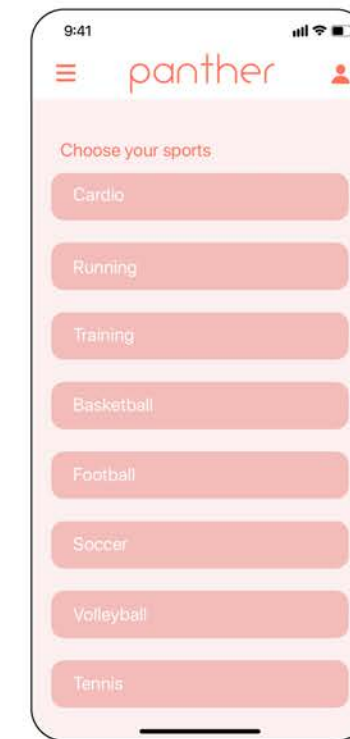 9:41
panther
Choose your sports
Cardio
Running
Training
Basketball
Football
Soccer
Volleyball
Tennis